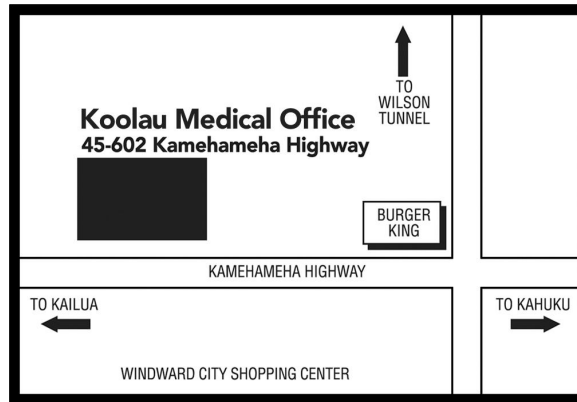 TO
WILSON
TUNNEL
Koolau Medical Office
45-602 Kamehameha Highway
BURGER
KING
KAMEHAMEHA HIGHWAY
TO KAILUA
TO KAHUKU
WINDWARD CITY SHOPPING CENTER